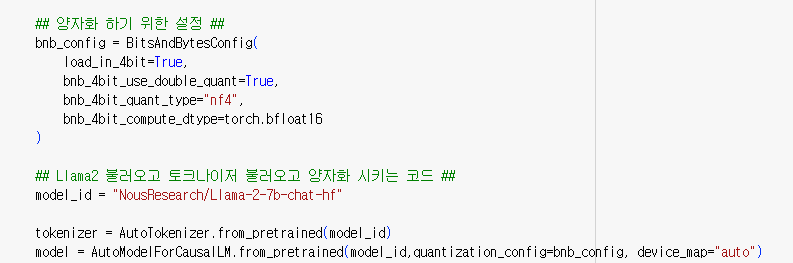 ## 양자화 하기 위한 설정 ##
bnb_config = BitsAndBytesConfig(
load_in_4bit=True,
bnb_4bit_use_double_quant=True,
bnb_4bit_quant_type="nf4",
bnb_4bit_compute_dtype=torch.bfloat16
)
## Llama2 불러오고 토크나이저 불러오고 양자화 시키는 코드 ##
model_id = "NousResearch/Llama-2-7b-chat-hf"
tokenizer = AutoTokenizer.from_pretrained(model_id)
model = AutoModelForCausalLM.from_pretrained(model_id,quantization_config=bnb_config, device_map="auto")